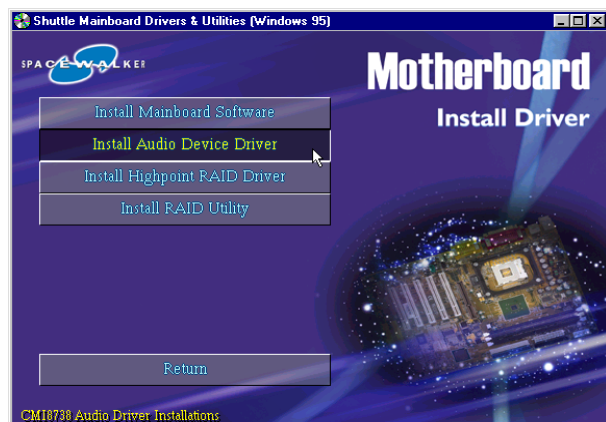 Shuttle Mainboard Drivers & Utilities (Windows 95)
SPACEWALKER
Motherboard
Install Driver
Install Mainboard Software
Install Audio Device Driver
Install Highpoint RAID Driver
Install RAID Utility
Return
CMI8738 Audio Driver Installations